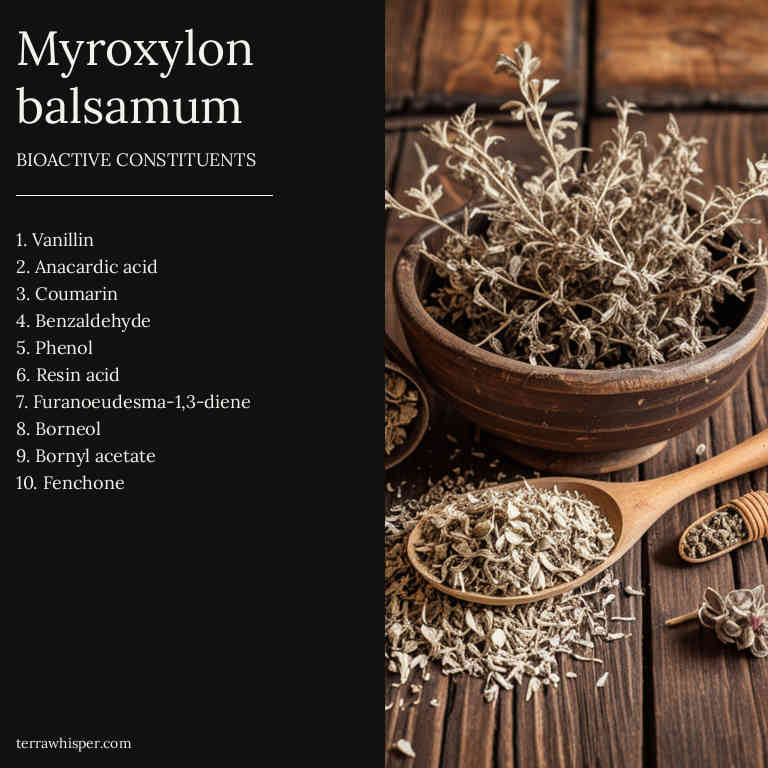 Myroxylon
balsamum
BIOACTIVE CONSTITUENTS
1. Vanillin
2. Anacardic acid
3. Coumarin
4. Benzaldehyde
5. Phenol
6. Resin acid
7. Furanoeudesma-1,3-diene
8. Borneol
9. Bornyl acetate
10. Fenchone
terrawhisper.com